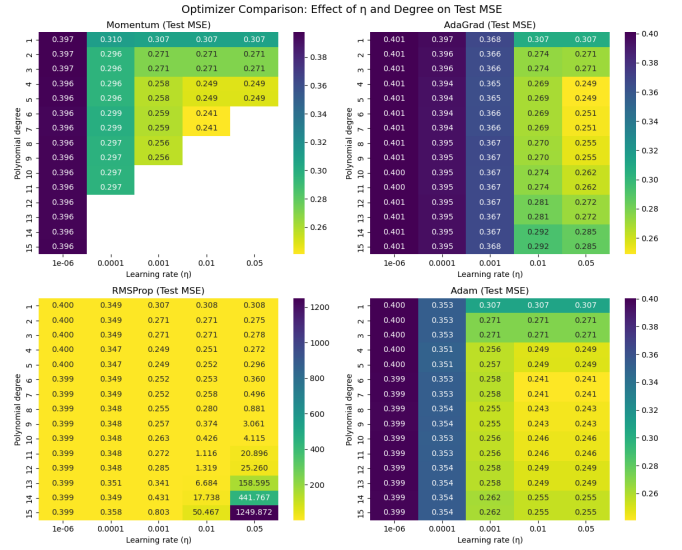 Optimizer Comparison: Effect of η and Degree on Test MSE
Momentum (Test MSE)
Polynomial degree
1 0.397 0.310 0.307 0.307 0.307
2 0.397 0.296 0.271 0.271 0.271
3 0.397 0.296 0.271 0.271 0.271
4 0.396 0.296 0.258 0.249 0.249
5 0.396 0.296 0.258 0.249 0.249
6 0.396 0.299 0.259 0.241
7 0.396 0.299 0.259 0.241
8 0.396 0.297 0.256
9 0.396 0.297 0.256
10 0.396 0.297
11 0.396 0.297
12 0.396
13 0.396
14 0.396
15 0.396
1e-06 0.0001 0.001 0.01 0.05
Learning rate (η)
0.38
0.36
0.34
0.32
0.30
0.28
0.26
AdaGrad (Test MSE)
Polynomial degree
1 0.401 0.397 0.368 0.307 0.307
2 0.401 0.396 0.366 0.274 0.271
3 0.401 0.396 0.366 0.274 0.271
4 0.401 0.394 0.365 0.269 0.249
5 0.401 0.394 0.365 0.269 0.249
6 0.401 0.394 0.366 0.269 0.251
7 0.401 0.394 0.366 0.269 0.251
8 0.401 0.395 0.367 0.270 0.255
9 0.401 0.395 0.367 0.270 0.255
10 0.400 0.395 0.367 0.274 0.262
11 0.401 0.395 0.367 0.274 0.262
12 0.401 0.395 0.367 0.281 0.272
13 0.401 0.395 0.367 0.281 0.272
14 0.401 0.395 0.367 0.292 0.285
15 0.401 0.395 0.368 0.292 0.285
1e-06 0.0001 0.001 0.01 0.05
Learning rate (η)
0.40
0.38
0.36
0.34
0.32
0.30
0.28
0.26
RMSProp (Test MSE)
Polynomial degree
1 0.400 0.349 0.307 0.308 0.308
2 0.400 0.349 0.271 0.271 0.275
3 0.400 0.349 0.271 0.271 0.278
4 0.400 0.347 0.249 0.251 0.272
5 0.400 0.347 0.249 0.252 0.296
6 0.399 0.349 0.252 0.253 0.360
7 0.399 0.349 0.252 0.258 0.496
8 0.399 0.348 0.255 0.280 0.881
9 0.399 0.348 0.257 0.374 3.061
10 0.399 0.348 0.263 0.426 4.115
11 0.399 0.348 0.272 1.116 20.896
12 0.399 0.348 0.285 1.319 25.260
13 0.399 0.351 0.341 6.684 158.595
14 0.399 0.349 0.431 17.738 441.767
15 0.399 0.358 0.803 50.467 1249.872
1e-06 0.0001 0.001 0.01 0.05
Learning rate (η)
1200
1000
800
600
400
200
Adam (Test MSE)
Polynomial degree
1 0.400 0.353 0.307 0.307 0.307
2 0.400 0.353 0.271 0.271 0.271
3 0.400 0.353 0.271 0.271 0.271
4 0.400 0.351 0.256 0.249 0.249
5 0.400 0.351 0.257 0.249 0.249
6 0.399 0.353 0.258 0.241 0.241
7 0.399 0.353 0.258 0.241 0.241
8 0.399 0.354 0.255 0.243 0.243
9 0.399 0.354 0.255 0.243 0.243
10 0.399 0.354 0.256 0.246 0.246
11 0.399 0.354 0.256 0.246 0.246
12 0.399 0.354 0.258 0.250 0.250
13 0.399 0.354 0.258 0.250 0.250
14 0.399 0.354 0.262 0.255 0.255
15 0.399 0.354 0.262 0.255 0.255
1e-06 0.0001 0.001 0.01 0.05
Learning rate (η)
0.40
0.38
0.36
0.34
0.32
0.30
0.28
0.26